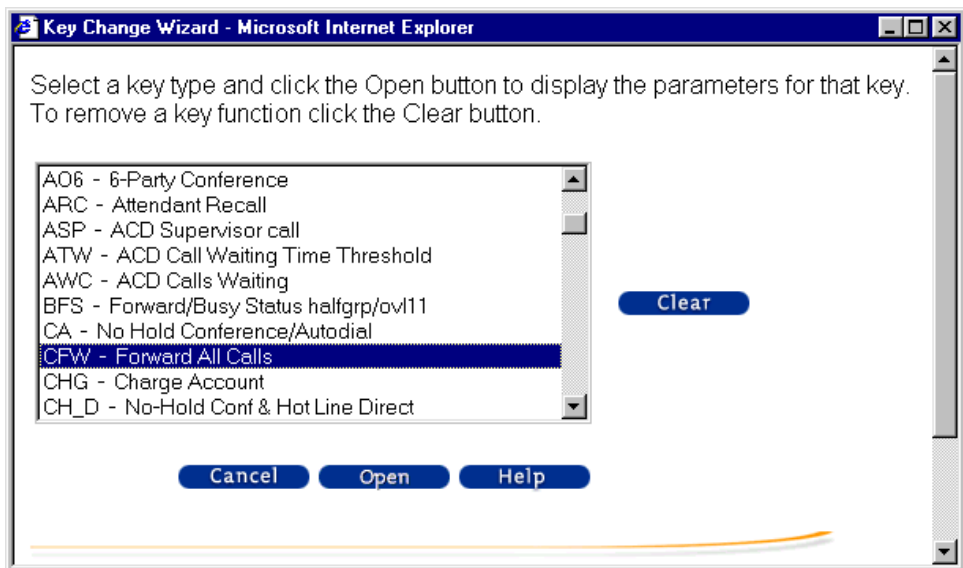 Key Change Wizard - Microsoft Internet Explorer
Select a key type and click the Open button to display the parameters for that key.
To remove a key function click the Clear button.
AO6 - 6-Party Conference
ARC - Attendant Recall
ASP - ACD Supervisor call
ATW - ACD Call Waiting Time Threshold
AWC - ACD Calls Waiting
BFS - Forward/Busy Status halfgrp/ovl11
CA - No Hold Conference/Autodial
CFW - Forward All Calls
CHG - Charge Account
CH_D - No-Hold Conf & Hot Line Direct
Clear
Cancel
Open
Help